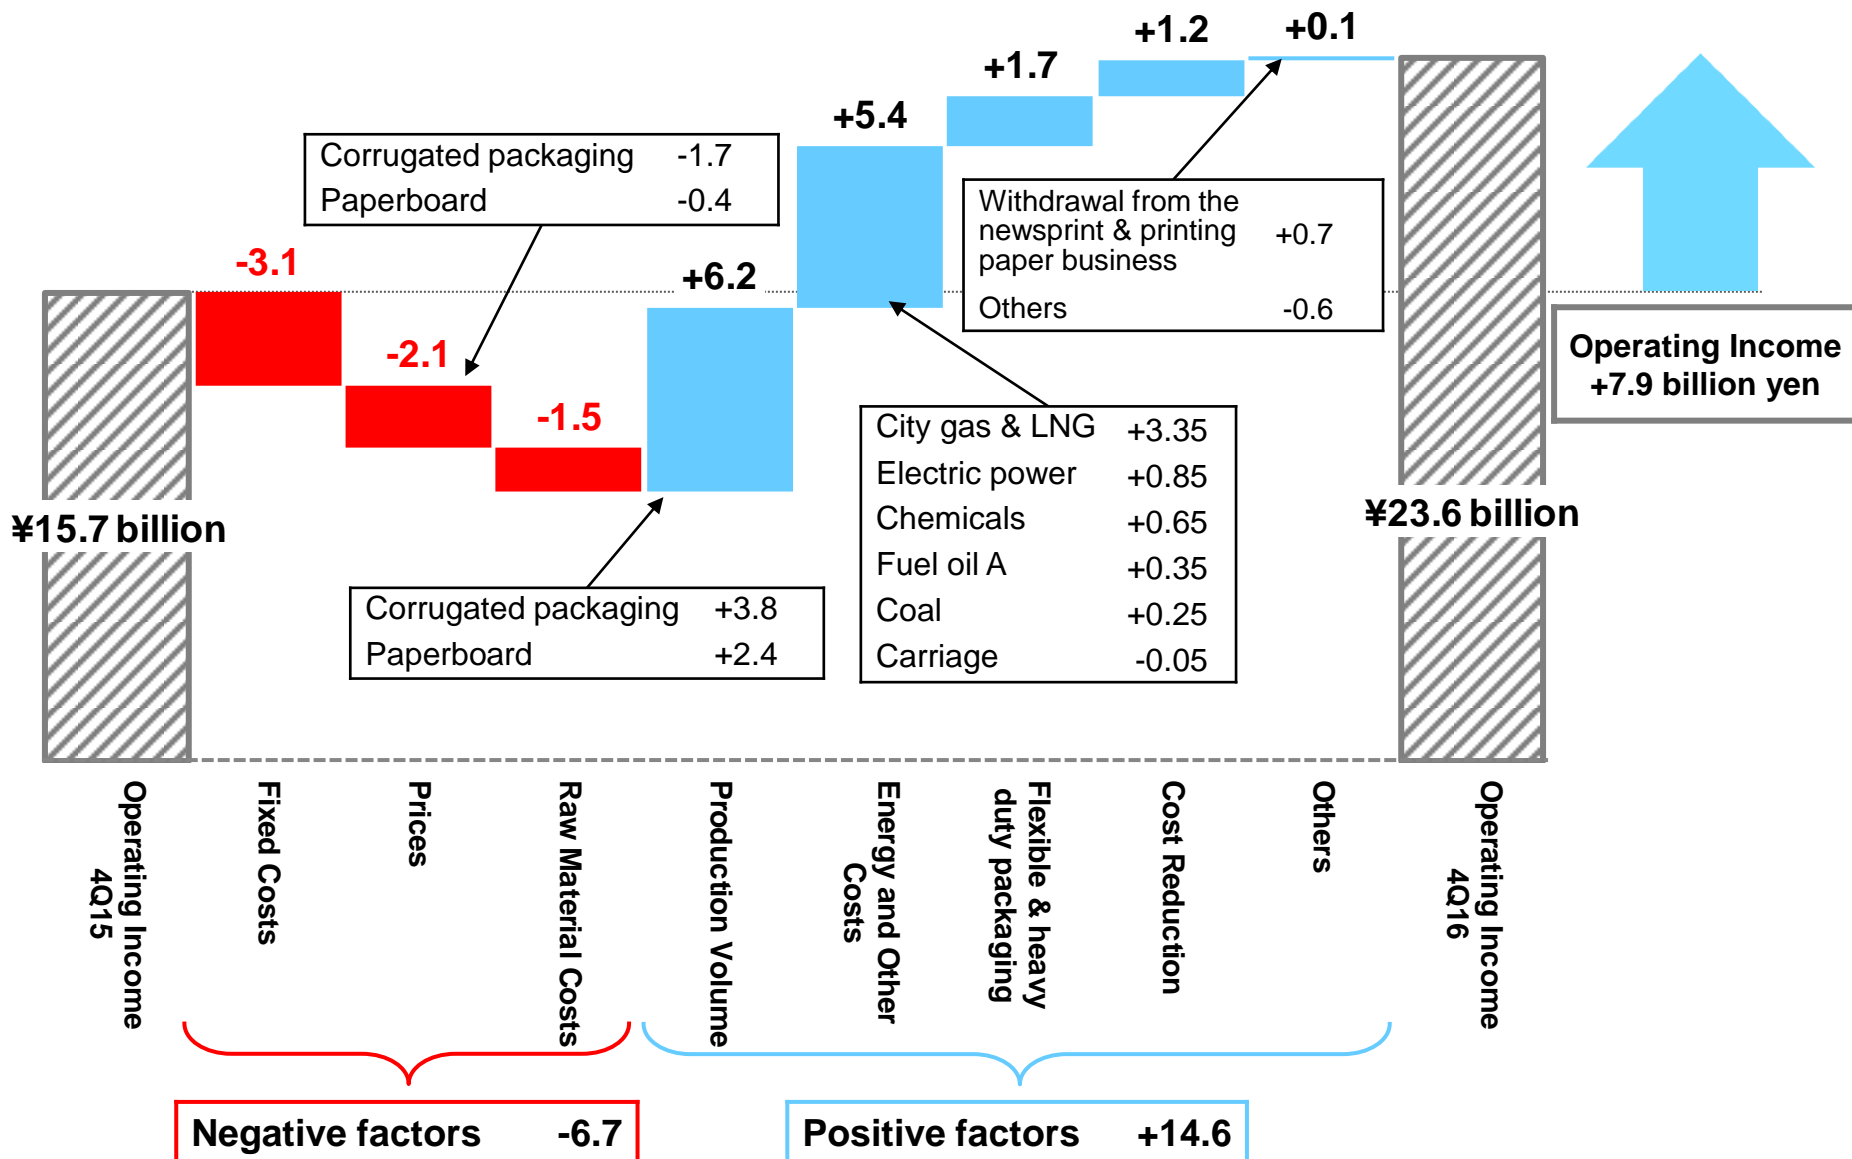 +0.1
+1.2
+1.7
+5.4
Corrugated packaging -1.7
Paperboard -0.4
Withdrawal from the
newsprint & printing +0.7
paper business
Others -0.6
-3.1
+6.2
-2.1
-1.5
Operating Income
+7.9 billion yen
City gas & LNG +3.35
Electric power +0.85
Chemicals +0.65
Fuel oil A +0.35
Coal +0.25
Carriage -0.05
¥15.7 billion
¥23.6 billion
Corrugated packaging +3.8
Paperboard +2.4
Operating Income
4Q15
Fixed Costs
Prices
Raw Material Costs
Production Volume
Energy and Other
Costs
Flexible & heavy
duty packaging
Cost Reduction
Others
Operating Income
4Q16
Negative factors -6.7
Positive factors +14.6